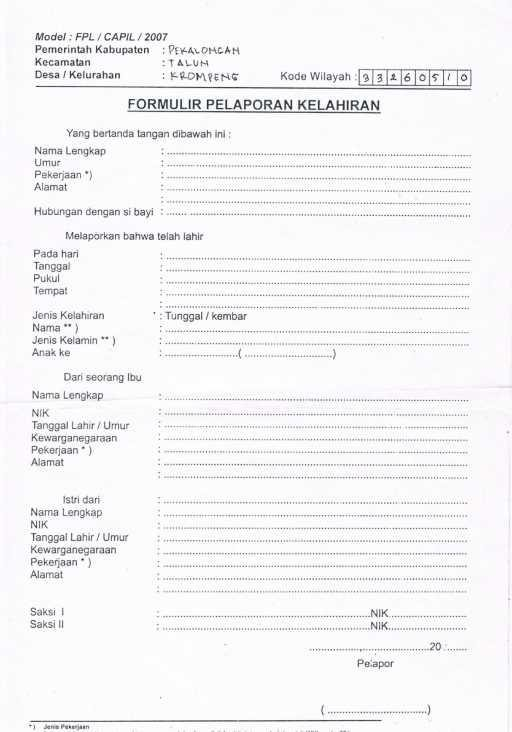 Model : FPL / CAPIL / 2007
Pemerintah Kabupaten : PEKALONGAN
Kecamatan : TALUN
Desa / Kelurahan : KROMPENG Kode Wilayah : 3 3 2 6 0 5 1 0
FORMULIR PELAPORAN KELAHIRAN
Yang bertanda tangan dibawah ini :
Nama Lengkap :
Umur :
Pekerjaan *) :
Alamat :
:
Hubungan dengan si bayi :
Melaporkan bahwa telah lahir
Pada hari :
Tanggal :
Pukul :
Tempat :
:
Jenis Kelahiran : Tunggal / kembar
Nama ** ) :
Jenis Kelamin ** ) :
Anak ke : ( )
Dari seorang Ibu
Nama Lengkap :
NIK :
Tanggal Lahir / Umur :
Kewarganegaraan :
Pekerjaan * ) :
Alamat :
:
Istri dari :
Nama Lengkap :
NIK :
Tanggal Lahir / Umur :
Kewarganegaraan :
Pekerjaan * ) :
Alamat :
:
Saksi I : NIK
Saksi II : NIK
, 20
Pelapor
( )
* ) Jenis Pekerjaan